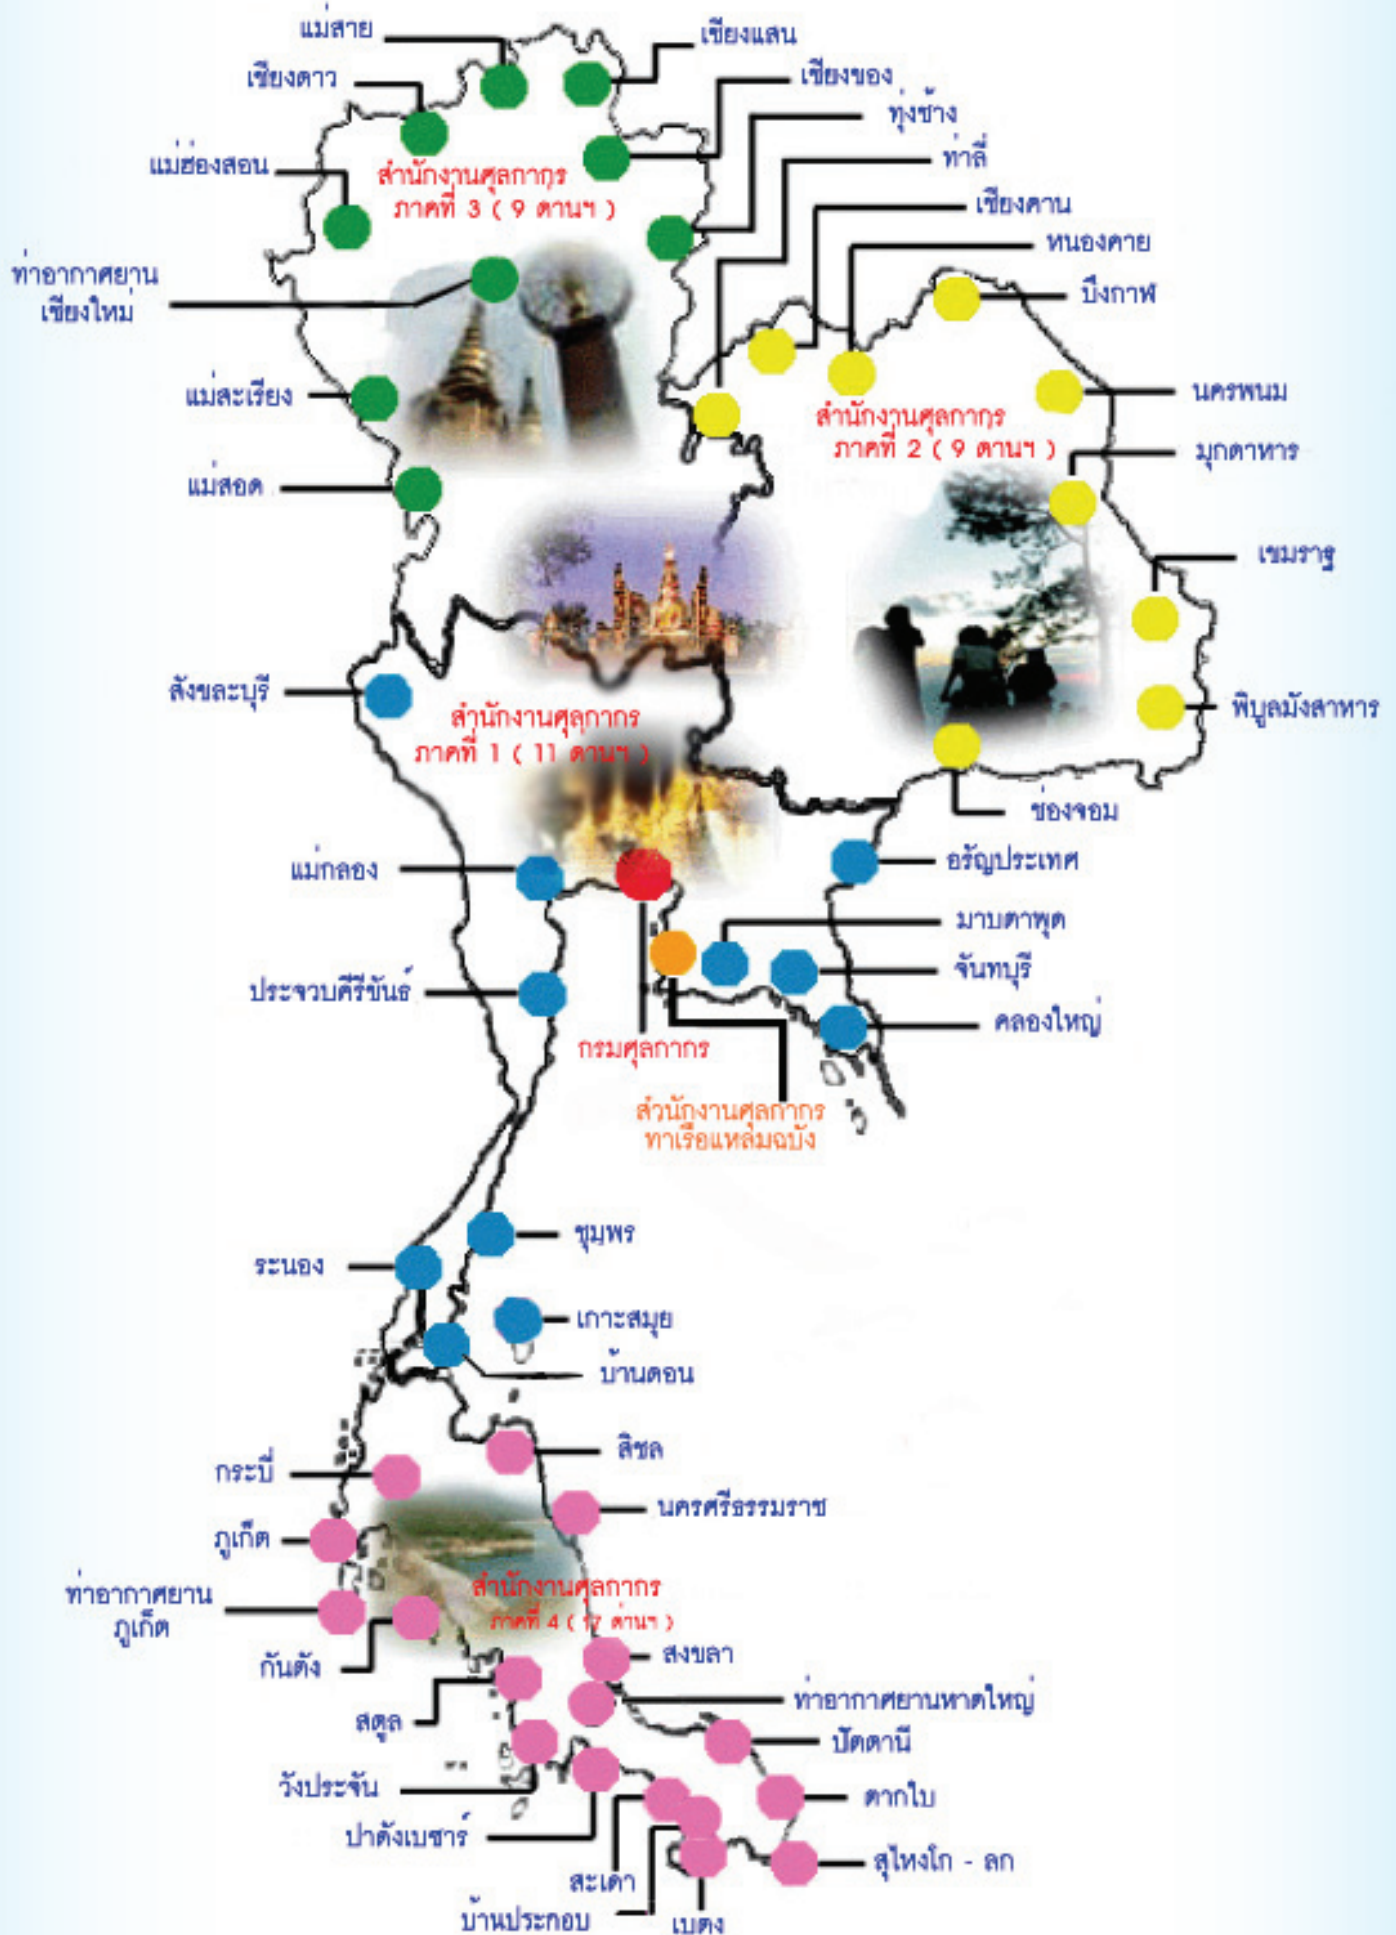 แม่สาย
เชียงแสน
เชียงดาว
เชียงของ
ทุ่งช้าง
แม่ฮ่องสอน
ท่าลี่
สำนักงานศุลกากร
ภาคที่ 3 ( 9 ด่านฯ )
เชียงคาน
หนองคาย
ท่าอากาศยาน
เชียงใหม่
บึงกาฬ
แม่สะเรียง
นครพนม
สำนักงานศุลกากร
ภาคที่ 2 ( 9 ด่านฯ )
มุกดาหาร
แม่สอด
เขมราฐ
สังขละบุรี
พิบูลมังสาหาร
สำนักงานศุลกากร
ภาคที่ 1 ( 11 ด่านฯ )
ช่องจอม
แม่กลอง
อรัญประเทศ
มาบตาพุด
จันทบุรี
ประจวบคีรีขันธ์
คลองใหญ่
กรมศุลกากร
สำนักงานศุลกากร
ท่าเรือแหลมฉบัง
ชุมพร
ระนอง
เกาะสมุย
บ้านดอน
สิชล
กระบี่
นครศรีธรรมราช
ภูเก็ต
ท่าอากาศยาน
ภูเก็ต
สำนักงานศุลกากร
ภาคที่ 4 ( 17 ด่านฯ )
กันตัง
สงขลา
ท่าอากาศยานหาดใหญ่
สตูล
ปัตตานี
วังประจัน
ตากใบ
ปาดังเบซาร์
สุไหงโก - ลก
สะเดา
บ้านประกอบ
เบตง